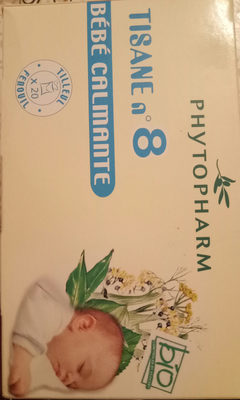 PHYTOPHARM
TISANE n° 8
BÉBÉ CALMANTE
TILLEUL
X 20
FENOUIL
bio